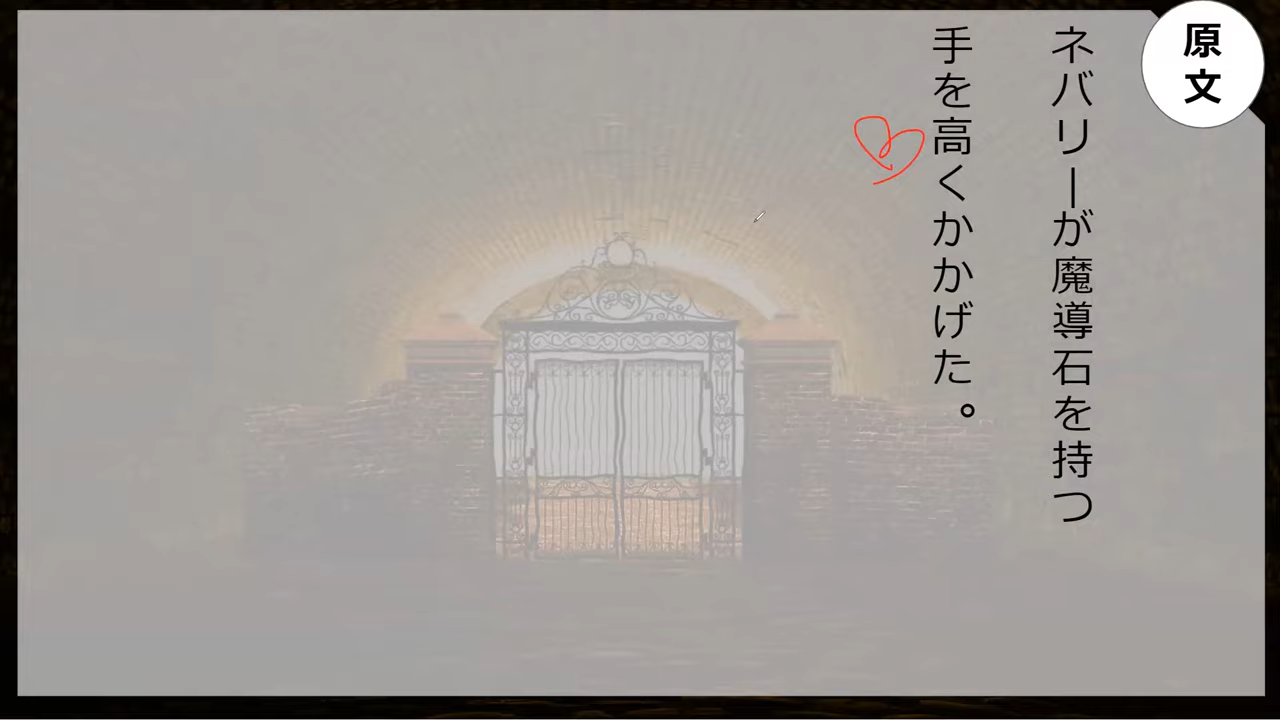 原文
ネバリーが魔導石を持つ
手を高くかかげた。